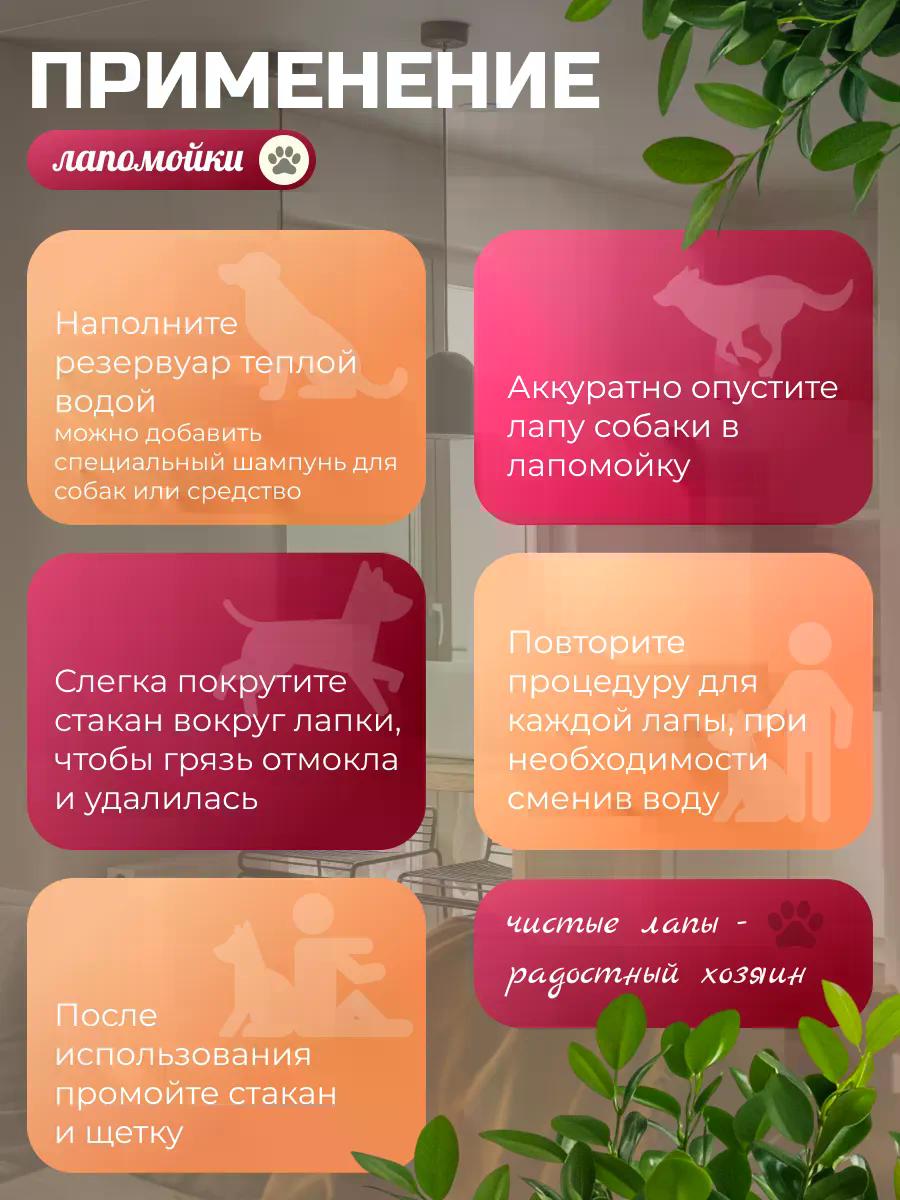 ПРИМЕНЕНИЕ
лапомойки
Наполните
резервуар теплой
водой
можно добавить
специальный шампунь для
собак или средство
Аккуратно опустите
лапу собаки в
лапомойку
Слегка покрутите
стакан вокруг лапки,
чтобы грязь отмокла
и удалилась
Повторите
процедуру для
каждой лапы, при
необходимости
сменив воду
После
использования
промойте стакан
и щетку
чистые лапы -
радостный хозяин